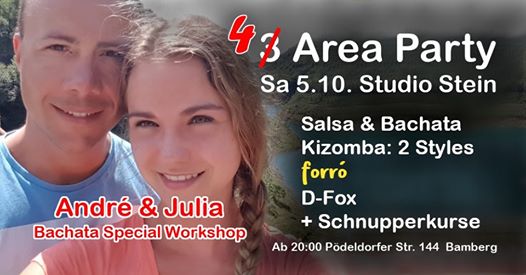 4 3 Area Party
Sa 5.10. Studio Stein
Salsa & Bachata
Kizomba: 2 Styles
forró
D-Fox
+ Schnupperkurse
Ab 20:00 Pödeldorfer Str. 144 Bamberg
André & Julia
Bachata Special Workshop